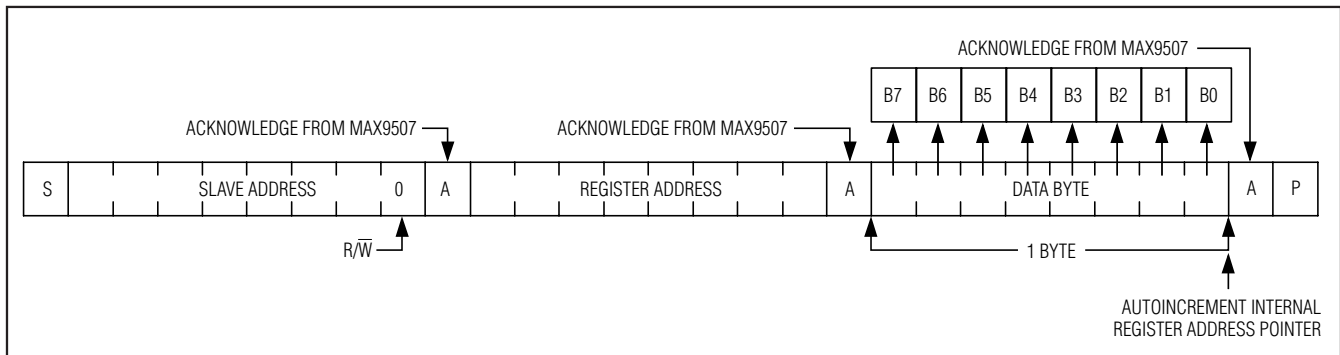 ACKNOWLEDGE FROM MAX9507
B7 B6 B5 B4 B3 B2 B1 B0
ACKNOWLEDGE FROM MAX9507 ACKNOWLEDGE FROM MAX9507
S SLAVE ADDRESS 0 A REGISTER ADDRESS A DATA BYTE A P
R/W̅ 1 BYTE
AUTOINCREMENT INTERNAL
REGISTER ADDRESS POINTER